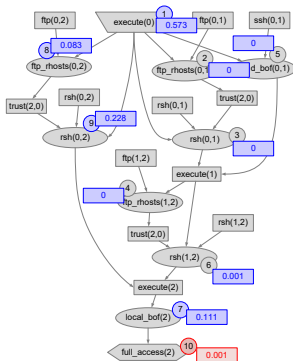 ftp(0,2)
execute(0)
1
0.573
ftp(0,1)
ssh(0,1)
8
0.083
0
5
ftp_rhosts(0,2)
2
ftp_rhosts(0,1)
0
d_bof(0,1)
trust(2,0)
rsh(0,2)
rsh(0,1)
trust(2,0)
9
0.228
rsh(0,2)
rsh(0,1)
3
0
ftp(1,2)
execute(1)
4
0
ftp_rhosts(1,2)
trust(2,0)
rsh(1,2)
rsh(1,2)
6
0.001
execute(2)
7
0.111
local_bof(2)
10
full_access(2)
0.001